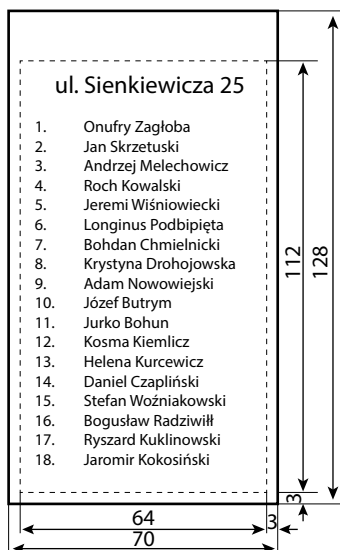 ul. Sienkiewicza 25
1. Onufry Zagłoba
2. Jan Skrzetuski
3. Andrzej Melechowicz
4. Roch Kowalski
5. Jeremi Wiśniowiecki
6. Longinus Podbipięta
7. Bohdan Chmielnicki
8. Krystyna Drohojowska
9. Adam Nowowiejski
10. Józef Butrym
11. Jurko Bohun
12. Kosma Kiemlicz
13. Helena Kurcewicz
14. Daniel Czapliński
15. Stefan Woźniakowski
16. Bogusław Radziwiłł
17. Ryszard Kuklinowski
18. Jaromir Kokosiński
112
128
3
64
3
70